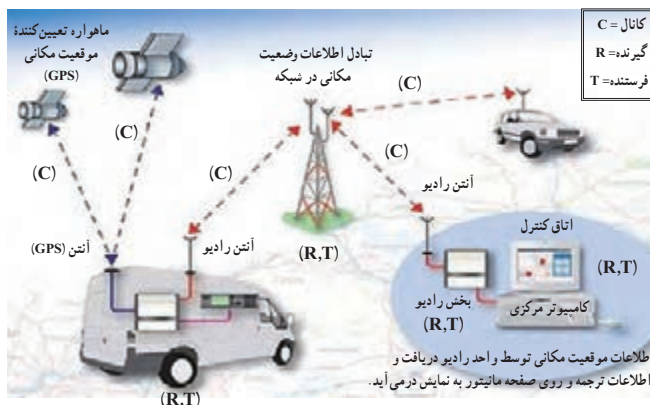 C = کانال
R = گیرنده
T = فرستنده
ماهواره تعیین‌کنندۀ
موقعیت مکانی
(GPS)
تبادل اطلاعات وضعیت
مکانی در شبکه
(C)
(C)
(C)
(C)
(C)
آنتن رادیو
آنتن (GPS)
آنتن رادیو
(R,T)
اتاق کنترل
(R,T)
بخش رادیو
(R,T)
کامپیوتر مرکزی
(R,T)
طلاعات موقعیت مکانی توسط واحد رادیو دریافت و
اطلاعات ترجمه و روی صفحه مانیتور به نمایش درمی آید.